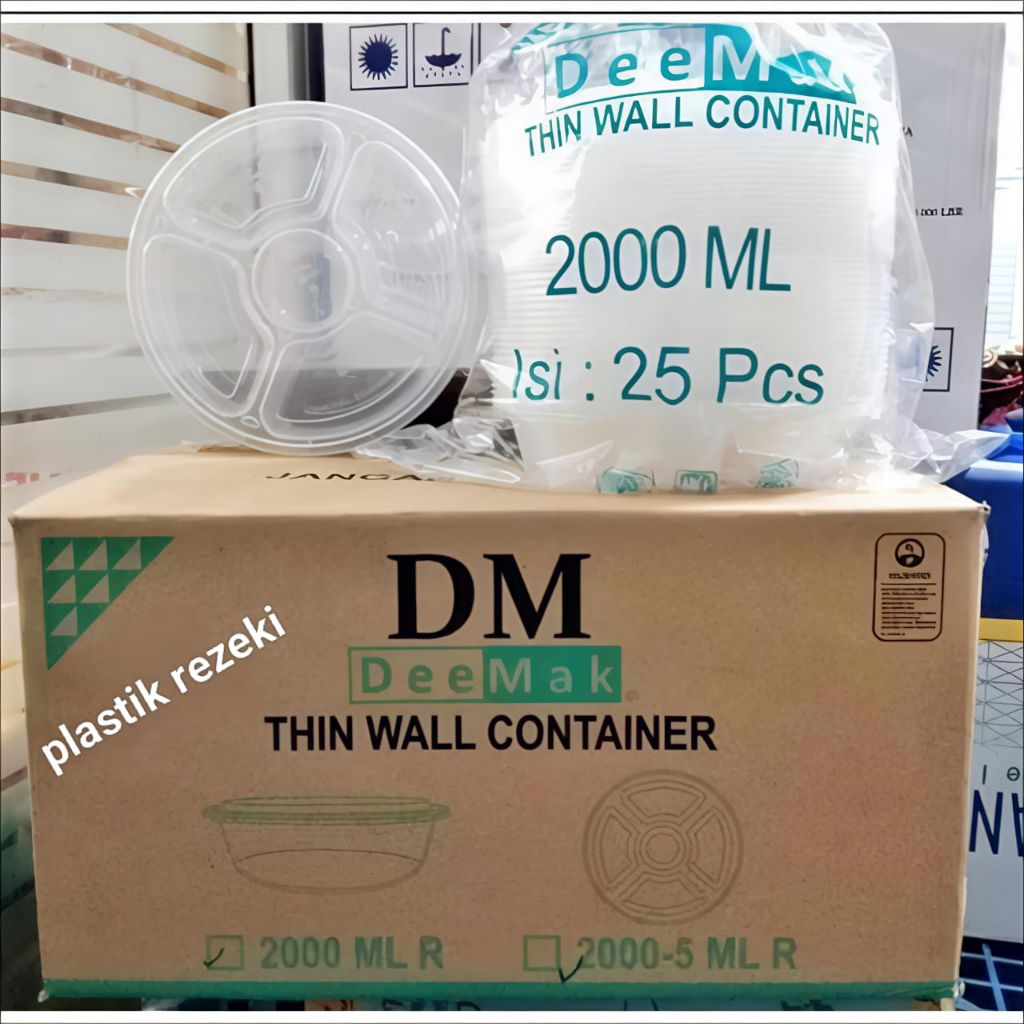 DeeMak
THIN WALL CONTAINER
2000 ML
Isi : 25 Pcs
DM
DeeMak
THIN WALL CONTAINER
plastik rezeki
2000 ML R
2000-5 ML R